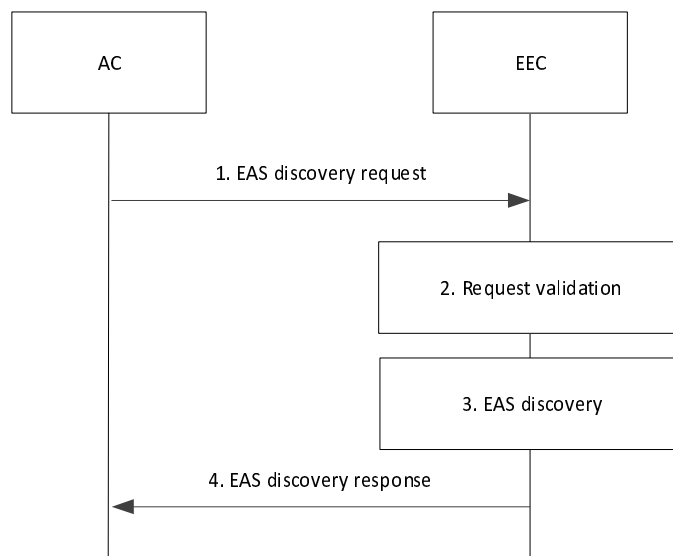 AC
EEC
1. EAS discovery request
2. Request validation
3. EAS discovery
4. EAS discovery response